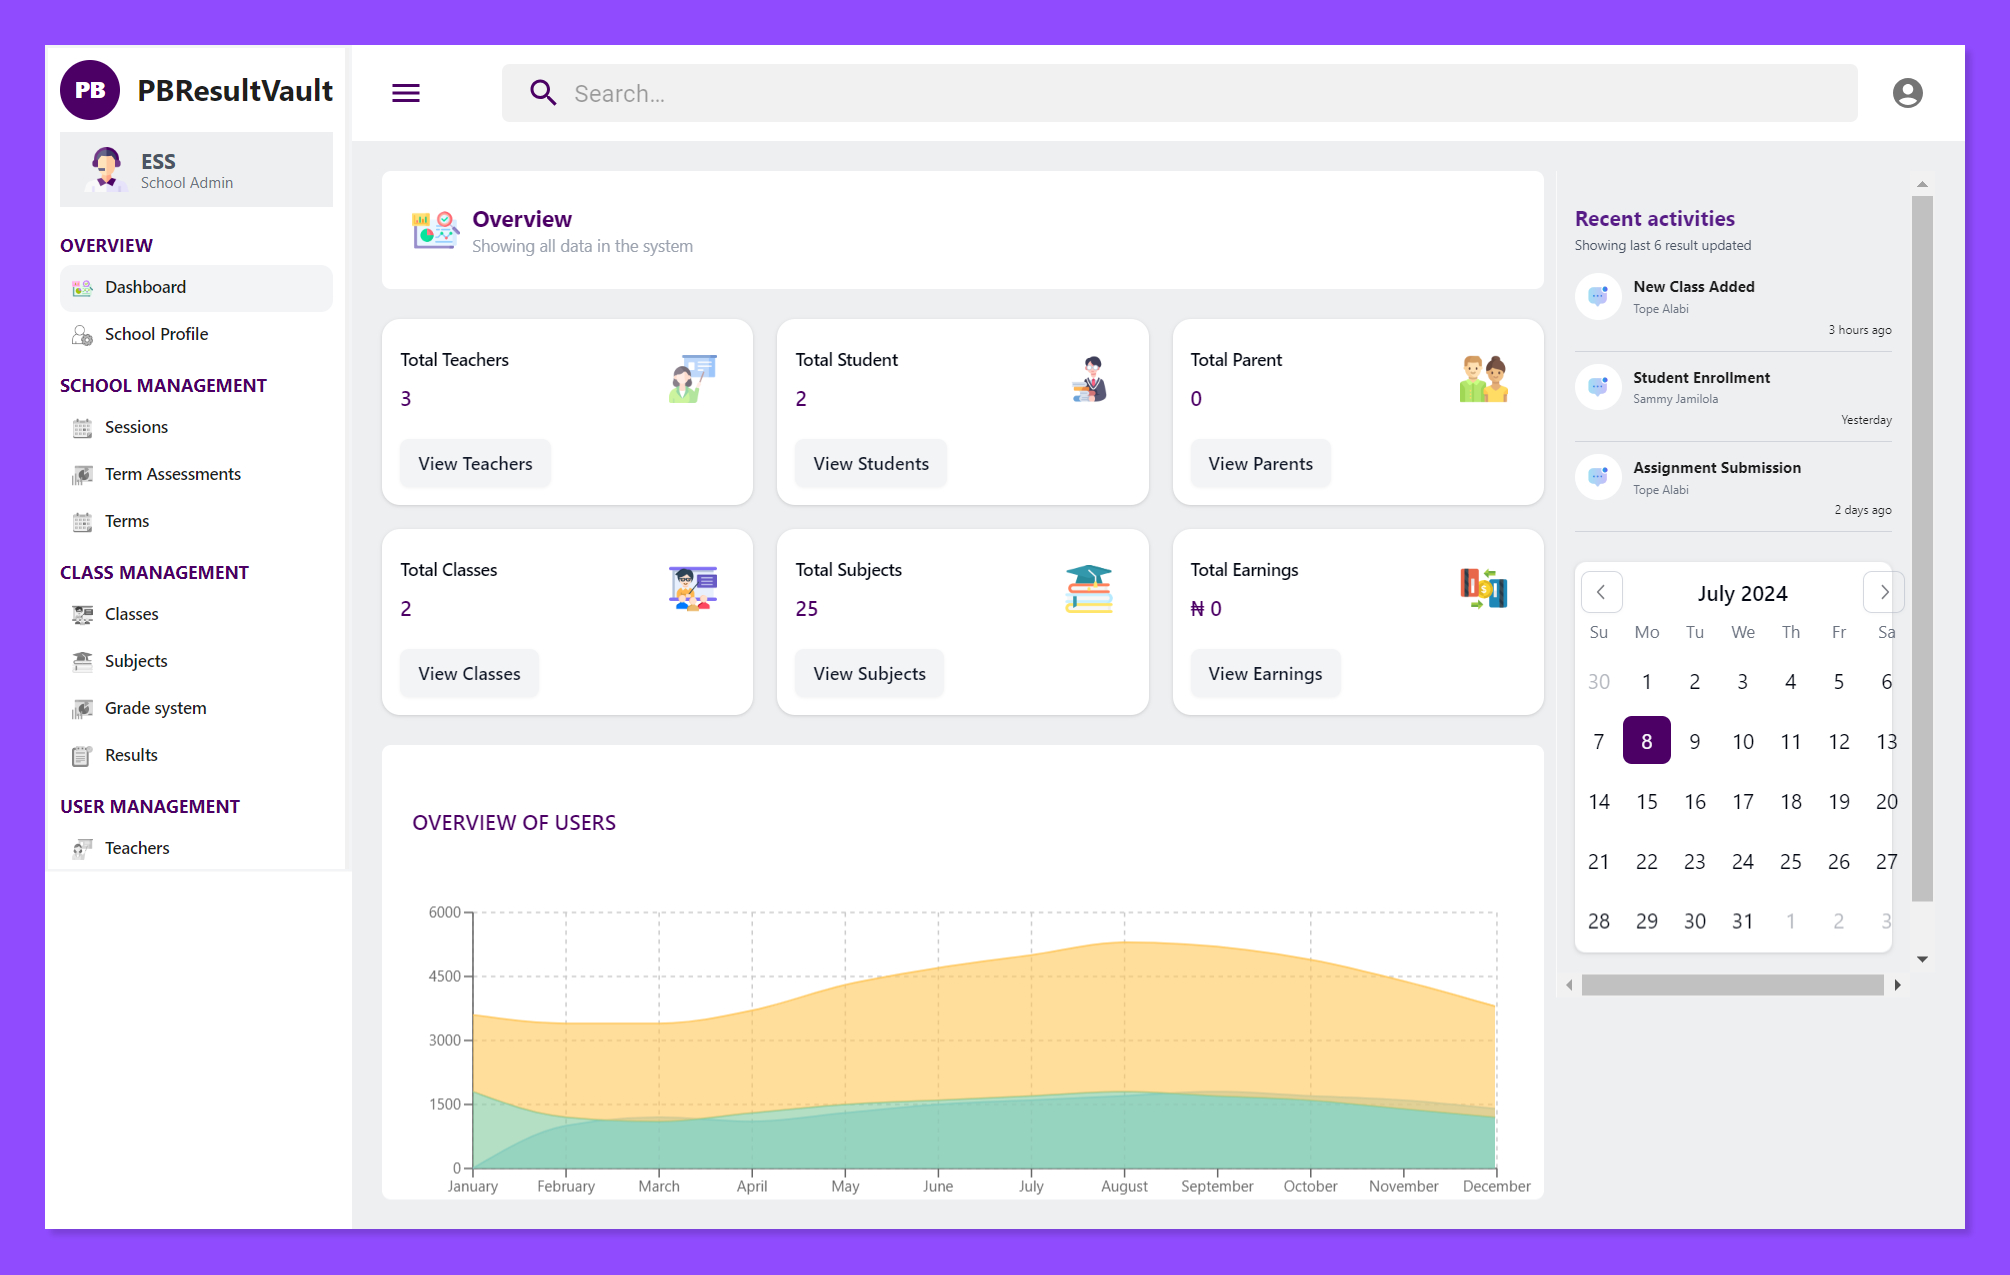 PB PBResultVault
ESS
School Admin
OVERVIEW
Dashboard
School Profile
SCHOOL MANAGEMENT
Sessions
Term Assessments
Terms
CLASS MANAGEMENT
Classes
Subjects
Grade system
Results
USER MANAGEMENT
Teachers
Search...
Overview
Showing all data in the system
Total Teachers
3
View Teachers
Total Student
2
View Students
Total Parent
0
View Parents
Total Classes
2
View Classes
Total Subjects
25
View Subjects
Total Earnings
₦ 0
View Earnings
OVERVIEW OF USERS
6000
4500
3000
1500
0
January February March April May June July August September October November December
Recent activities
Showing last 6 result updated
New Class Added
Tope Alabi
3 hours ago
Student Enrollment
Sammy Jamilola
Yesterday
Assignment Submission
Tope Alabi
2 days ago
July 2024
Su Mo Tu We Th Fr Sa
30 1 2 3 4 5 6
7 8 9 10 11 12 13
14 15 16 17 18 19 20
21 22 23 24 25 26 27
28 29 30 31 1 2 3